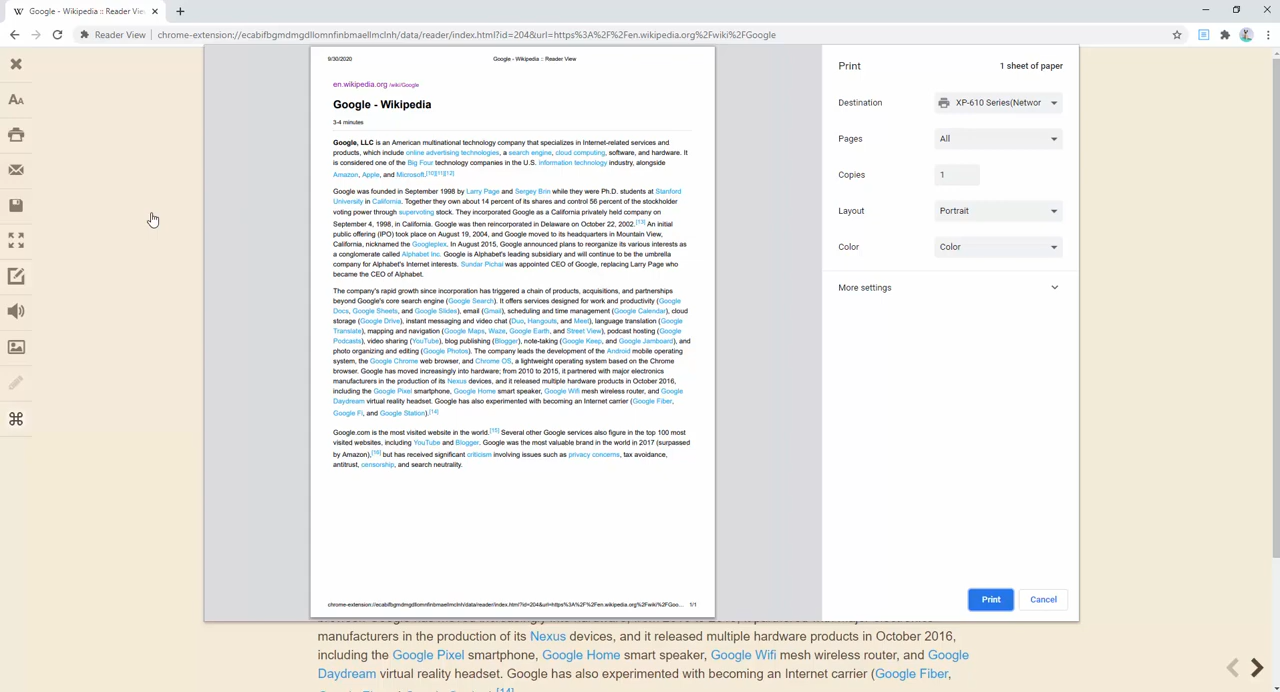 Google - Wikipedia :: Reader View
Reader View | chrome-extension://ecabifbgmdmgdllomnfinbmaellmclnh/data/reader/index.html?id=204&url=https%3A%2F%2Fen.wikipedia.org%2Fwiki%2FGoogle
9/30/2020 Google - Wikipedia :: Reader View
en.wikipedia.org /wiki/Google
Google - Wikipedia
3-4 minutes
Google, LLC is an American multinational technology company that specializes in Internet-related services and
products, which include online advertising technologies, a search engine, cloud computing, software, and hardware. It
is considered one of the Big Four technology companies in the U.S. information technology industry, alongside
Amazon, Apple, and Microsoft.[10][11][12]
Google was founded in September 1998 by Larry Page and Sergey Brin while they were Ph.D. students at Stanford
University in California. Together they own about 14 percent of its shares and control 56 percent of the stockholder
voting power through supervoting stock. They incorporated Google as a California privately held company on
September 4, 1998, in California. Google was then reincorporated in Delaware on October 22, 2002.[13] An initial
public offering (IPO) took place on August 19, 2004, and Google moved to its headquarters in Mountain View,
California, nicknamed the Googleplex. In August 2015, Google announced plans to reorganize its various interests as
a conglomerate called Alphabet Inc. Google is Alphabet's leading subsidiary and will continue to be the umbrella
company for Alphabet's Internet interests. Sundar Pichai was appointed CEO of Google, replacing Larry Page who
became the CEO of Alphabet.
The company's rapid growth since incorporation has triggered a chain of products, acquisitions, and partnerships
beyond Google's core search engine (Google Search). It offers services designed for work and productivity (Google
Docs, Google Sheets, and Google Slides), email (Gmail), scheduling and time management (Google Calendar), cloud
storage (Google Drive), instant messaging and video chat (Duo, Hangouts, and Meet), language translation (Google
Translate), mapping and navigation (Google Maps, Waze, Google Earth, and Street View), podcast hosting (Google
Podcasts), video sharing (YouTube), blog publishing (Blogger), note-taking (Google Keep, and Google Jamboard), and
photo organizing and editing (Google Photos). The company leads the development of the Android mobile operating
system, the Google Chrome web browser, and Chrome OS, a lightweight operating system based on the Chrome
browser. Google has moved increasingly into hardware; from 2010 to 2015, it partnered with major electronics
manufacturers in the production of its Nexus devices, and it released multiple hardware products in October 2016,
including the Google Pixel smartphone, Google Home smart speaker, Google Wifi mesh wireless router, and Google
Daydream virtual reality headset. Google has also experimented with becoming an Internet carrier (Google Fiber,
Google Fi, and Google Station).[14]
Google.com is the most visited website in the world.[15] Several other Google services also figure in the top 100 most
visited websites, including YouTube and Blogger. Google was the most valuable brand in the world in 2017 (surpassed
by Amazon),[16] but has received significant criticism involving issues such as privacy concerns, tax avoidance,
antitrust, censorship, and search neutrality.
chrome-extension://ecabifbgmdmgdllomnfinbmaellmclnh/data/reader/index.html?id=204&url=https%3A%2F%2Fen.wikipedia.org%2Fwiki%2FGoo... 1/1
Print 1 sheet of paper
Destination XP-610 Series(Networ
Pages All
Copies 1
Layout Portrait
Color Color
More settings
Print Cancel
manufacturers in the production of its Nexus devices, and it released multiple hardware products in October 2016,
including the Google Pixel smartphone, Google Home smart speaker, Google Wifi mesh wireless router, and Google
Daydream virtual reality headset. Google has also experimented with becoming an Internet carrier (Google Fiber,